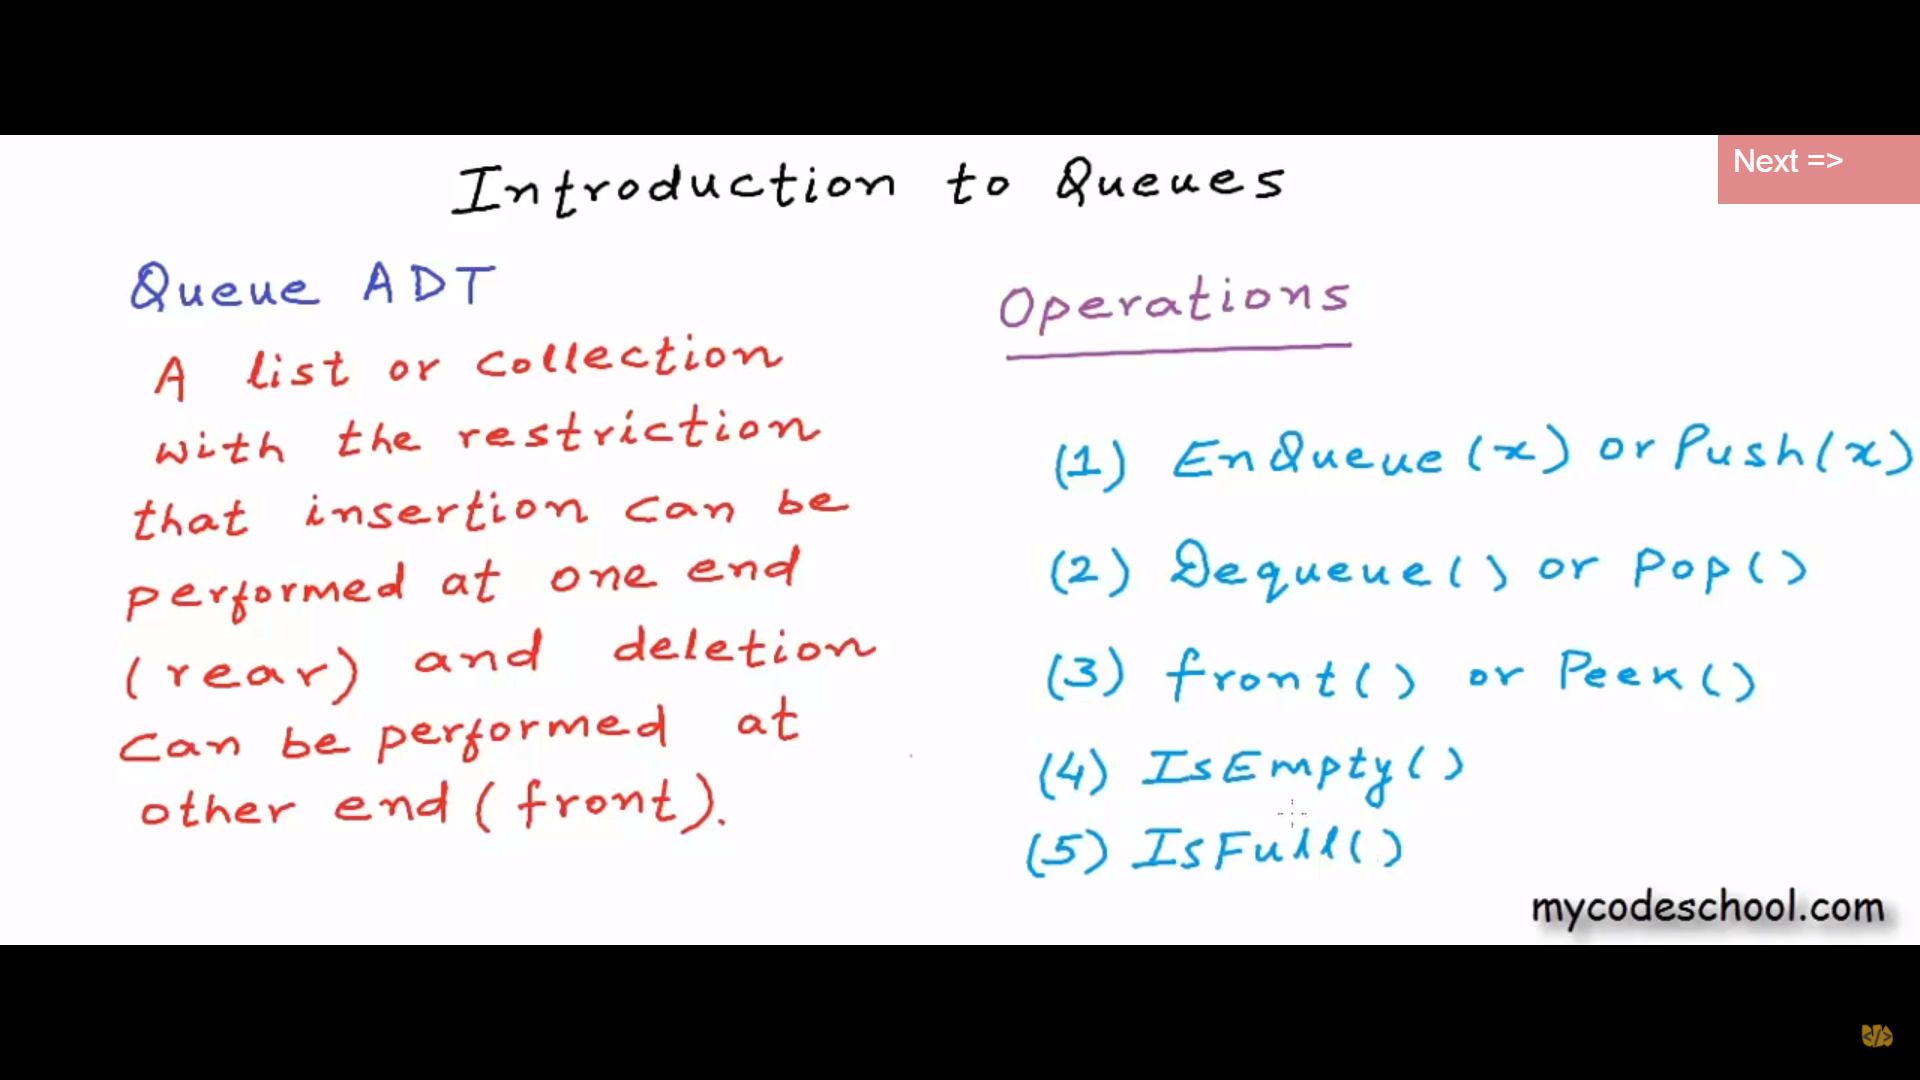 Introduction to Queues
Next =>
Queue ADT
A list or collection
with the restriction
that insertion can be
performed at one end
(rear) and deletion
can be performed at
other end (front).
Operations
(1) EnQueue(x) or Push(x)
(2) Dequeue() or Pop()
(3) front() or Peek()
(4) IsEmpty()
(5) IsFull()
mycodeschool.com